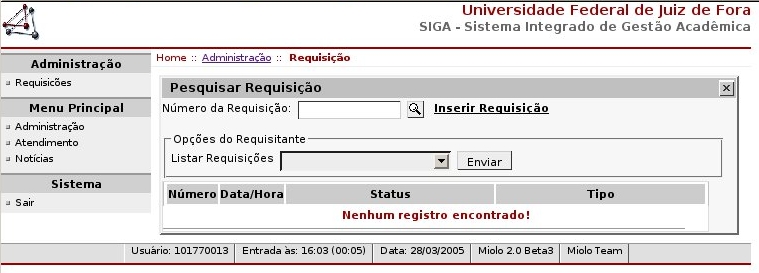 Universidade Federal de Juiz de Fora
SIGA - Sistema Integrado de Gestão Acadêmica
Administração
Requisicões
Menu Principal
Administração
Atendimento
Notícias
Sistema
Sair
Home :: Administração :: Requisição
Pesquisar Requisição
Número da Requisição: Inserir Requisição
Opções do Requisitante
Listar Requisições Enviar
Número Data/Hora Status Tipo
Nenhum registro encontrado!
Usuário: 101770013 Entrada às: 16:03 (00:05) Data: 28/03/2005 Miolo 2.0 Beta3 Miolo Team